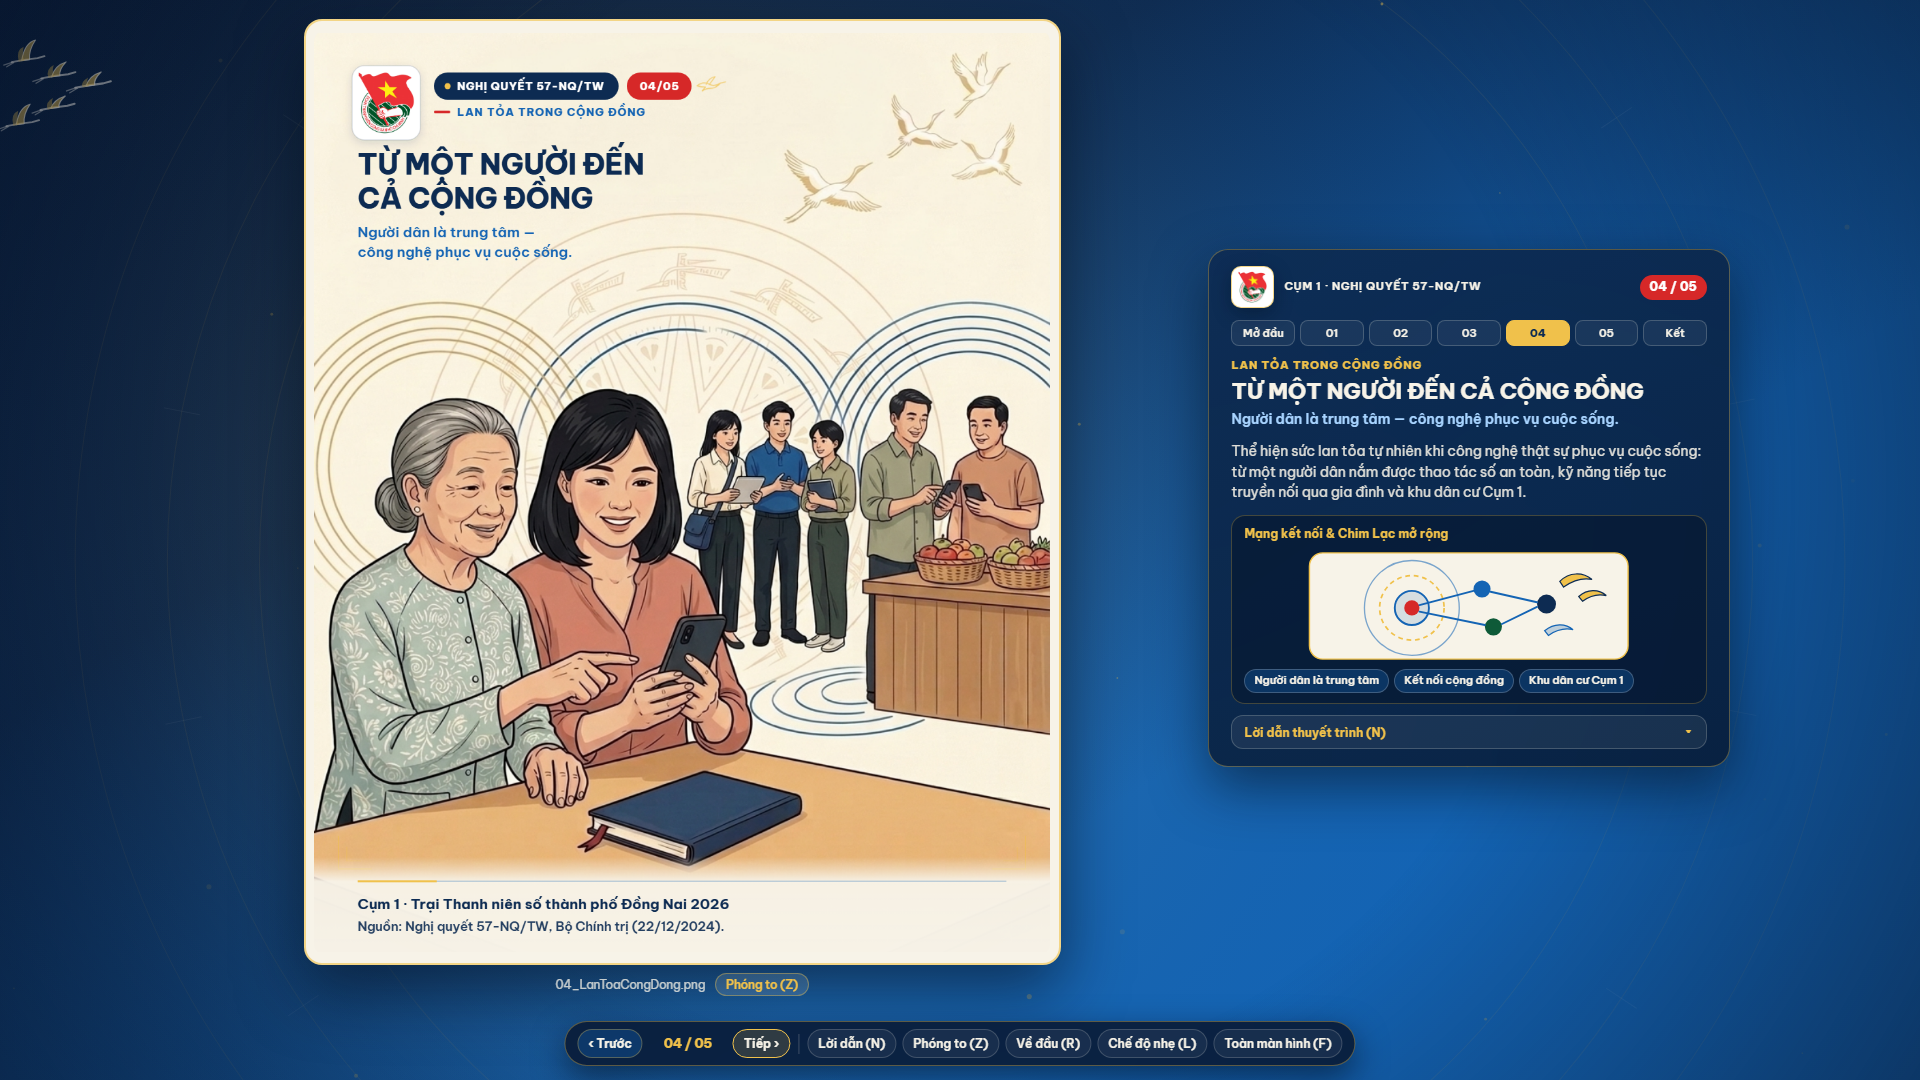 NGHỊ QUYẾT 57-NQ/TW
04/05
LAN TỎA TRONG CỘNG ĐỒNG
TỪ MỘT NGƯỜI ĐẾN
CẢ CỘNG ĐỒNG
Người dân là trung tâm —
công nghệ phục vụ cuộc sống.
Cụm 1 · Trại Thanh niên số thành phố Đồng Nai 2026
Nguồn: Nghị quyết 57-NQ/TW, Bộ Chính trị (22/12/2024).
04_LanToaCongDong.png
Phóng to (Z)
CỤM 1 · NGHỊ QUYẾT 57-NQ/TW
04 / 05
Mở đầu
01
02
03
04
05
Kết
LAN TỎA TRONG CỘNG ĐỒNG
TỪ MỘT NGƯỜI ĐẾN CẢ CỘNG ĐỒNG
Người dân là trung tâm — công nghệ phục vụ cuộc sống.
Thể hiện sức lan tỏa tự nhiên khi công nghệ thật sự phục vụ cuộc sống:
từ một người dân nắm được thao tác số an toàn, kỹ năng tiếp tục
truyền nối qua gia đình và khu dân cư Cụm 1.
Mạng kết nối & Chim Lạc mở rộng
Người dân là trung tâm
Kết nối cộng đồng
Khu dân cư Cụm 1
Lời dẫn thuyết trình (N)
‹ Trước
04 / 05
Tiếp ›
Lời dẫn (N)
Phóng to (Z)
Về đầu (R)
Chế độ nhẹ (L)
Toàn màn hình (F)